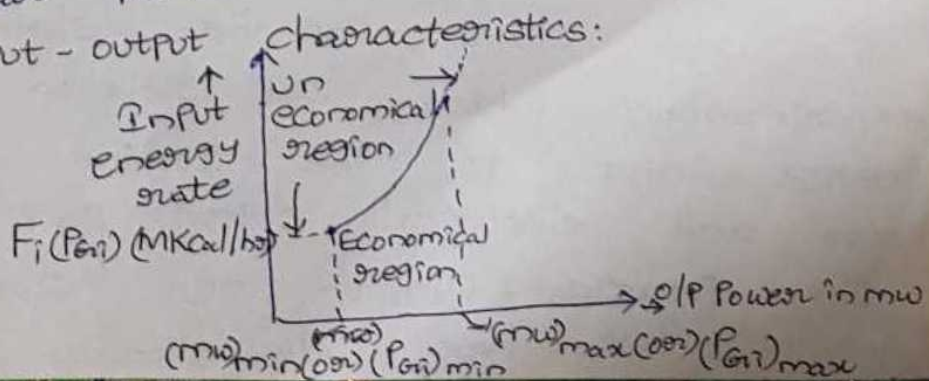 ut - output characteristics:
↑
Input
energy
rate
Fi(PGi) (MKCal/hr)
un
economical
region
Economical
region
O/P Power in mw
(mw)
(mw)min(or)(PGi)min
(mw)max(or)(PGi)max